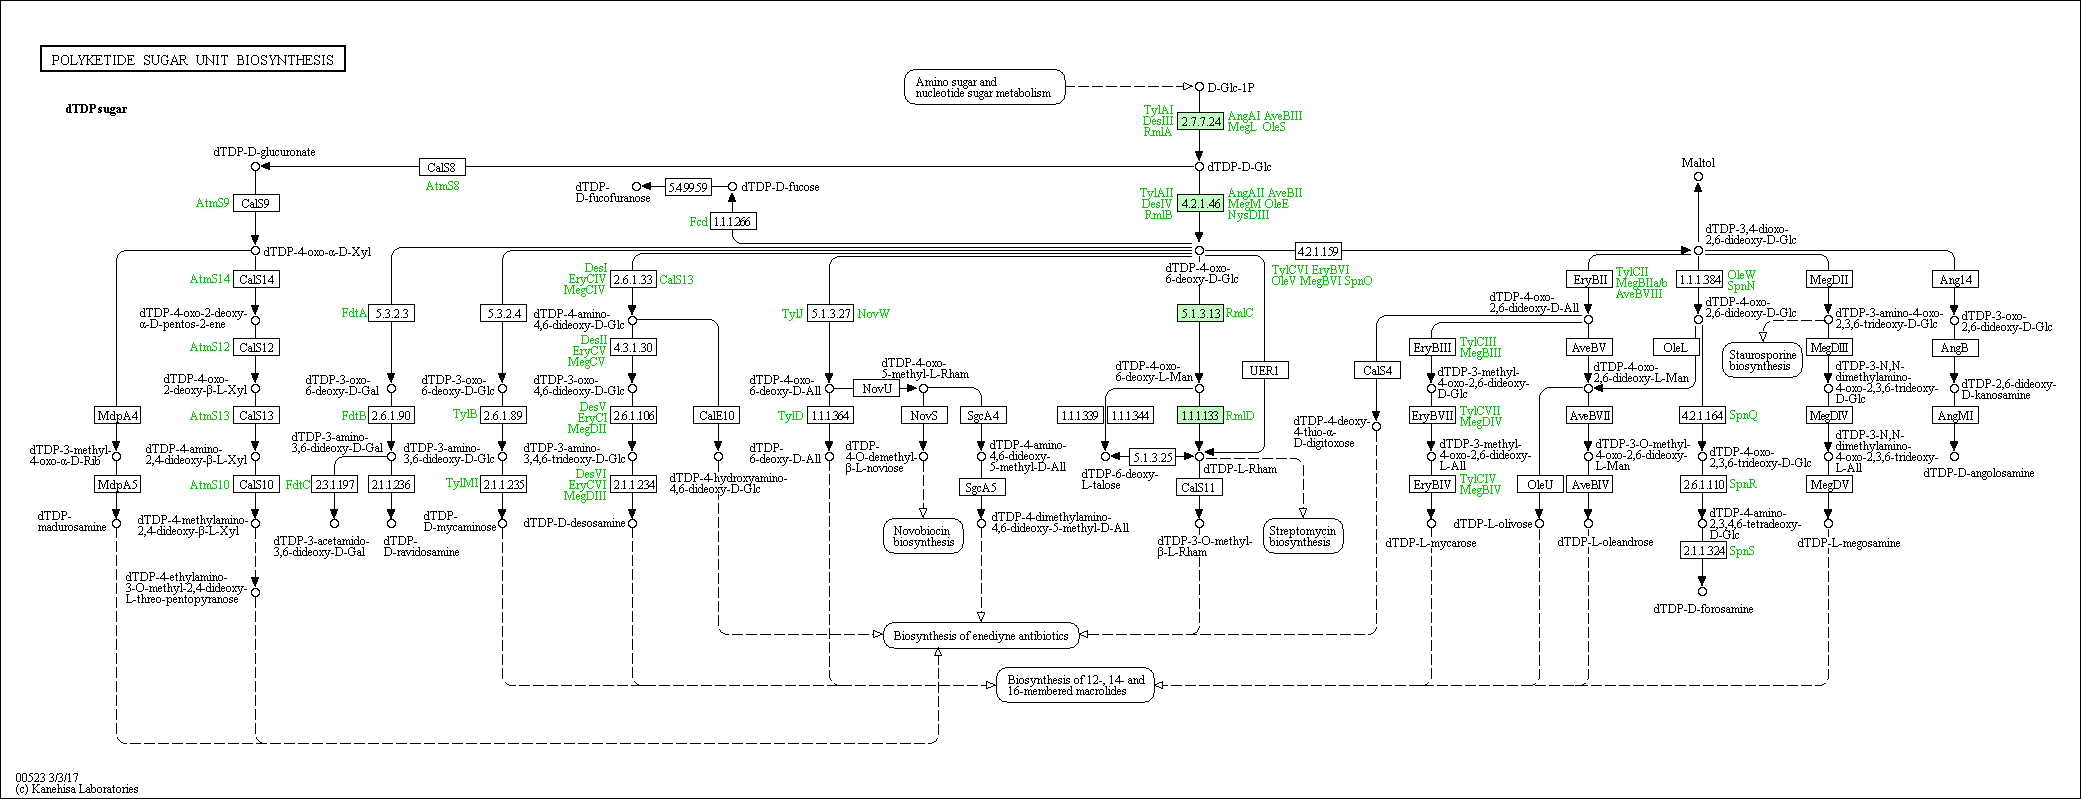 POLYKETIDE SUGAR UNIT BIOSYNTHESIS
dTDP sugar
Amino sugar and
nucleotide sugar metabolism
D-Glc-1P
TylAI
DesIII
RmlA
2.7.7.24
AngAI AveBIII
MegL OleS
dTDP-D-glucuronate
CalS8
AtmS8
dTDP-D-Glc
Maltol
dTDP-
D-fucofuranose
5.4.99.59
dTDP-D-fucose
TylAII
DesIV
RmlB
4.2.1.46
AngAII AveBII
MegM OleE
NysDIII
AtmS9
CalS9
Fcd
1.1.1.266
dTDP-4-oxo-α-D-Xyl
4.2.1.159
dTDP-3,4-dioxo-
2,6-dideoxy-D-Glc
TylCVI EryBVI
OleV MegBVI SpnO
dTDP-4-oxo-
6-deoxy-D-Glc
AtmS14
CalS14
DesI
EryCIV
MegCIV
2.6.1.33
CalS13
EryBII
TylCII
MegBIIa/b
AveBVIII
1.1.1.384
OleW
SpnN
MegDII
Ang14
dTDP-4-oxo-2-deoxy-
α-D-pentos-2-ene
FdtA
5.3.2.3
5.3.2.4
dTDP-4-amino-
4,6-dideoxy-D-Glc
TylJ
5.1.3.27
NovW
5.1.3.13
RmlC
dTDP-4-oxo-
2,6-dideoxy-D-All
dTDP-4-oxo-
2,6-dideoxy-D-Glc
dTDP-3-amino-4-oxo-
2,3,6-trideoxy-D-Glc
dTDP-3-oxo-
2,6-dideoxy-D-Glc
AtmS12
CalS12
DesII
EryCV
MegCV
4.3.1.30
EryBIII
TylCIII
MegBIII
AveBV
OleL
Staurosporine
biosynthesis
MegDIII
AngB
dTDP-4-oxo-
2-deoxy-β-L-Xyl
dTDP-3-oxo-
6-deoxy-D-Gal
dTDP-3-oxo-
6-deoxy-D-Glc
dTDP-3-oxo-
4,6-dideoxy-D-Glc
dTDP-4-oxo-
6-deoxy-D-All
NovU
dTDP-4-oxo-
5-methyl-L-Rham
dTDP-4-oxo-
6-deoxy-L-Man
UER1
CalS4
dTDP-3-methyl-
4-oxo-2,6-dideoxy-
D-Glc
dTDP-4-oxo-
2,6-dideoxy-L-Man
dTDP-3-N,N-
dimethylamino-
4-oxo-2,3,6-trideoxy-
D-Glc
dTDP-2,6-dideoxy-
D-kanosamine
MdpA4
AtmS13
CalS13
FdtB
2.6.1.90
TylB
2.6.1.89
DesV
EryCI
MegDII
2.6.1.106
CalE10
TylD
1.1.1.364
NovS
SgcA4
1.1.1.339
1.1.1.344
1.1.1.133
RmlD
dTDP-4-deoxy-
4-thio-α-
D-digitoxose
EryBVII
TylCVII
MegDIV
AveBVII
4.2.1.164
SpnQ
MegDIV
AngMI
dTDP-3-methyl-
4-oxo-α-D-Rib
dTDP-4-amino-
2,4-dideoxy-β-L-Xyl
dTDP-3-amino-
3,6-dideoxy-D-Gal
dTDP-3-amino-
3,6-dideoxy-D-Glc
dTDP-3-amino-
3,4,6-trideoxy-D-Glc
dTDP-
6-deoxy-D-All
dTDP-
4-O-demethyl-
β-L-noviose
dTDP-4-amino-
4,6-dideoxy-
5-methyl-D-All
5.1.3.25
dTDP-6-deoxy-
L-talose
dTDP-L-Rham
dTDP-3-methyl-
4-oxo-2,6-dideoxy-
L-All
dTDP-3-O-methyl-
4-oxo-2,6-dideoxy-
L-Man
dTDP-4-oxo-
2,3,6-trideoxy-D-Glc
dTDP-3-N,N-
dimethylamino-
4-oxo-2,3,6-trideoxy-
L-All
dTDP-D-angolosamine
MdpA5
AtmS10
CalS10
FdtC
2.3.1.197
2.1.1.236
TylMI
2.1.1.235
DesVI
EryCVI
MegDIII
2.1.1.234
dTDP-4-hydroxyamino-
4,6-dideoxy-D-Glc
SgcA5
CalS11
EryBIV
TylCIV
MegBIV
OleU
AveBIV
2.6.1.110
SpnR
MegDV
dTDP-
madurosamine
dTDP-4-methylamino-
2,4-dideoxy-β-L-Xyl
dTDP-3-acetamido-
3,6-dideoxy-D-Gal
dTDP-
D-ravidosamine
dTDP-
D-mycaminose
dTDP-D-desosamine
Novobiocin
biosynthesis
dTDP-4-dimethylamino-
4,6-dideoxy-5-methyl-D-All
dTDP-3-O-methyl-
β-L-Rham
Streptomycin
biosynthesis
dTDP-L-mycarose
dTDP-L-olivose
dTDP-L-oleandrose
dTDP-4-amino-
2,3,4,6-tetradeoxy-
D-Glc
dTDP-L-megosamine
2.1.1.324
SpnS
dTDP-4-ethylamino-
3-O-methyl-2,4-dideoxy-
L-threo-pentopyranose
dTDP-D-forosamine
Biosynthesis of enediyne antibiotics
Biosynthesis of 12-, 14- and
16-membered macrolides
00523 3/3/17
(c) Kanehisa Laboratories